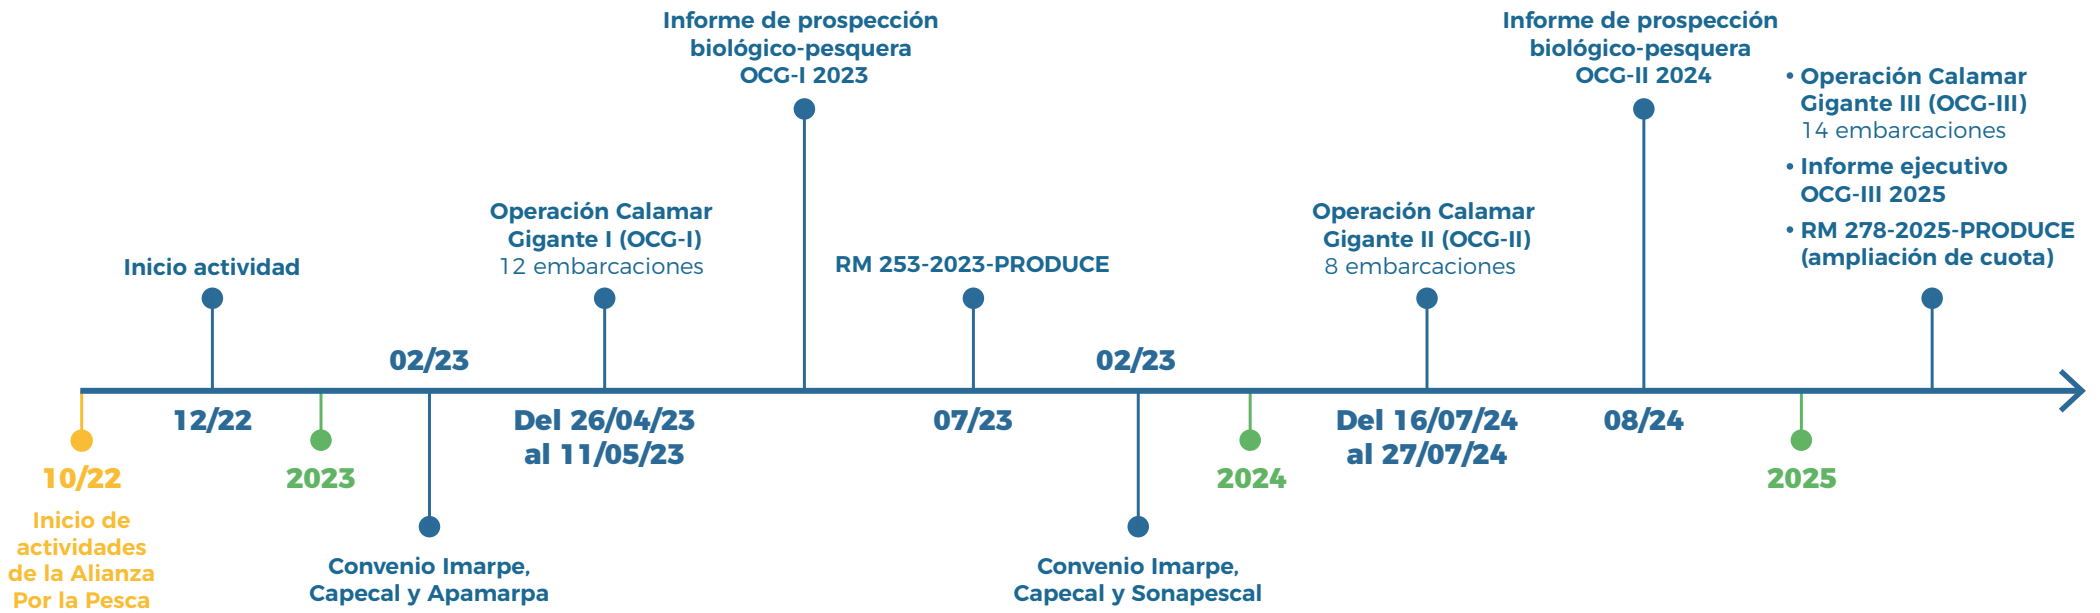 Informe de prospección
biológico-pesquera
OCG-I 2023
Informe de prospección
biológico-pesquera
OCG-II 2024
• Operación Calamar
Gigante III (OCG-III)
14 embarcaciones
• Informe ejecutivo
OCG-III 2025
• RM 278-2025-PRODUCE
(ampliación de cuota)
Inicio actividad
Operación Calamar
Gigante I (OCG-I)
12 embarcaciones
RM 253-2023-PRODUCE
Operación Calamar
Gigante II (OCG-II)
8 embarcaciones
02/23
02/23
12/22
Del 26/04/23
al 11/05/23
07/23
Del 16/07/24
al 27/07/24
08/24
10/22
2023
2024
2025
Inicio de
actividades
de la Alianza
Por la Pesca
Convenio Imarpe,
Capecal y Apamarpa
Convenio Imarpe,
Capecal y Sonapescal